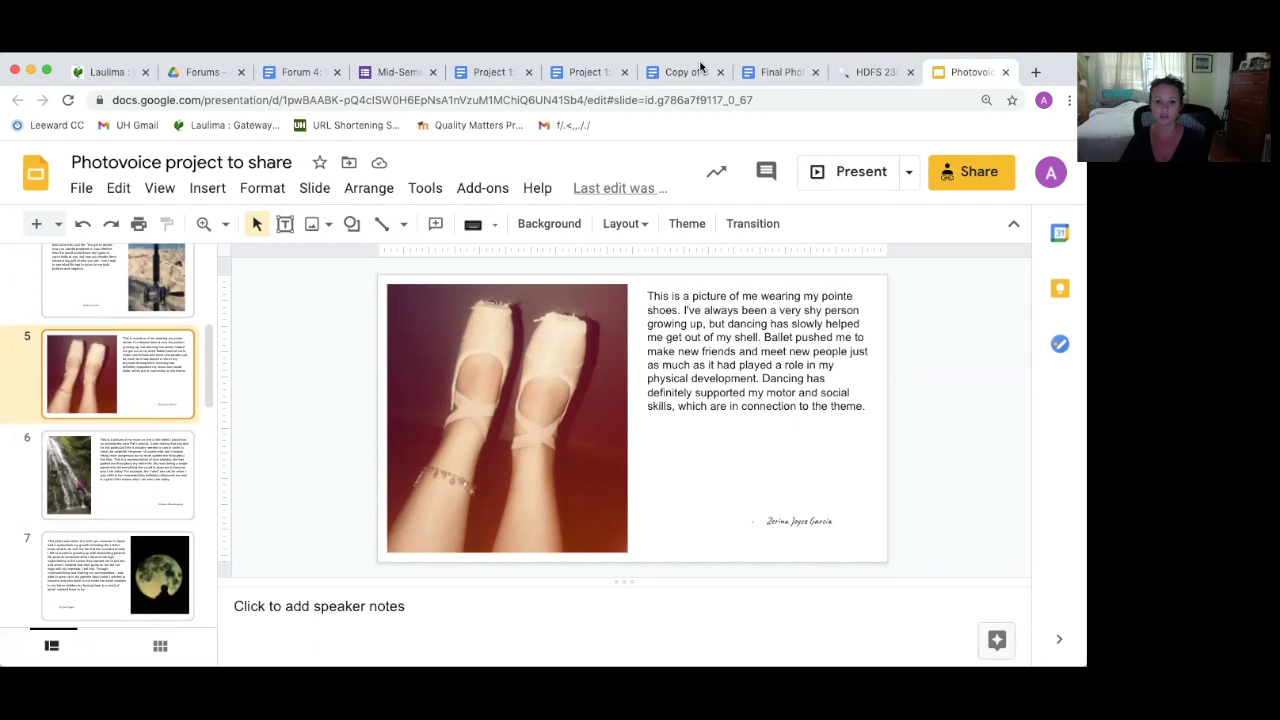 Laulima :
Forums -
Forum 4:
Mid-Seme
Project 1:
Project 1:
Copy of
Final Phot
HDFS 230
Photovoic
docs.google.com/presentation/d/1pwBAABK-pQ4cISW0H6EpNsA1nVzuM1MChiQ6UN41Sb4/edit#slide=id.g786a7f9117_0_67
A
Leeward CC
UH Gmail
Laulima : Gateway...
UH
URL Shortening S...
Quality Matters Pr...
f/.<,,./
Photovoice project to share
Present
Share
A
File Edit View Insert Format Slide Arrange Tools Add-ons Help Last edit was ...
Background Layout Theme Transition
31
5
6
7
This is a picture of me wearing my pointe
shoes. I've always been a very shy person
growing up, but dancing has slowly helped
me get out of my shell. Ballet pushed me to
make new friends and meet new people just
as much as it had played a role in my
physical development. Dancing has
definitely supported my motor and social
skills, which are in connection to the theme.
- Zerina Joyce Garcia
Click to add speaker notes